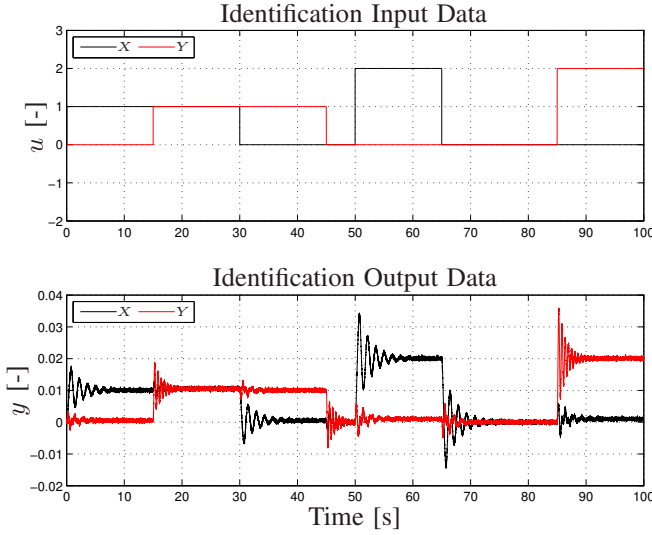 Identification Input Data
3
2
1
0
−1
−2
u [-]
X Y
0 10 20 30 40 50 60 70 80 90 100
Identification Output Data
0.04
0.03
0.02
0.01
0
−0.01
−0.02
y [-]
X Y
0 10 20 30 40 50 60 70 80 90 100
Time [s]